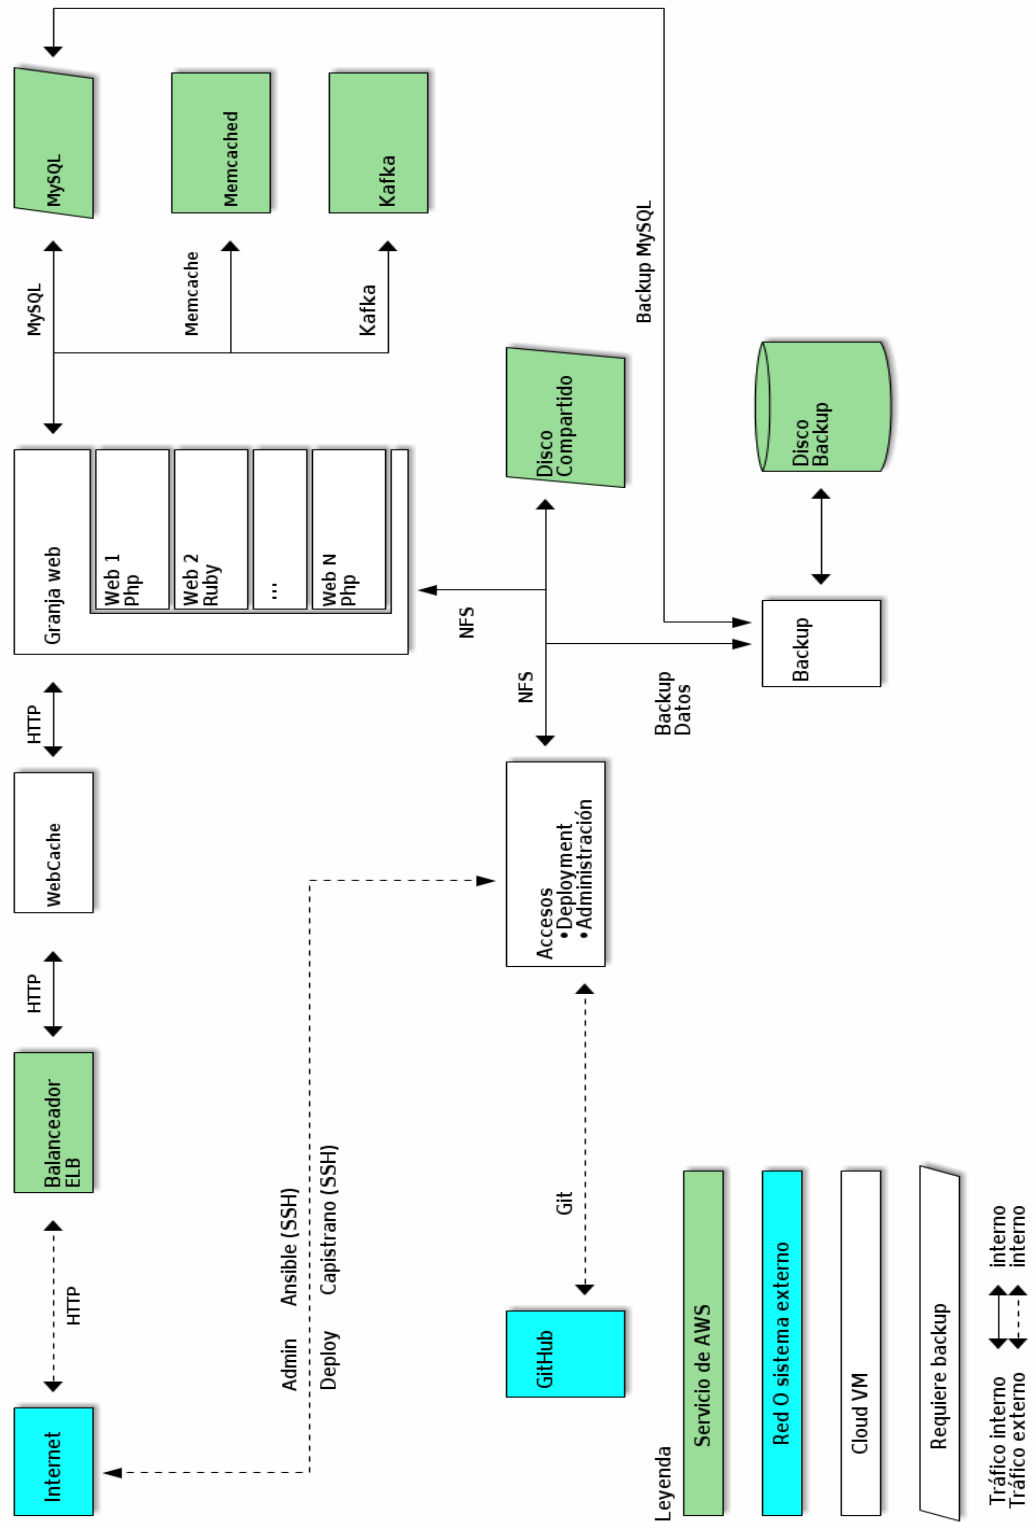 Internet
HTTP
Balanceador
ELB
HTTP
WebCache
HTTP
Granja web
Web 1
Php
Web 2
Ruby
...
Web N
Php
MySQL
MySQL
Memcache
Memcached
Kafka
Kafka
Admin Ansible (SSH)
Deploy Capistrano (SSH)
NFS
GitHub
Git
Accesos
•Deployment
•Administración
NFS
Disco
Compartido
Backup
Datos
Backup MySQL
Backup
Disco
Backup
Leyenda
Servicio de AWS
Red O sistema externo
Cloud VM
Requiere backup
Tráfico interno interno
Tráfico externo interno